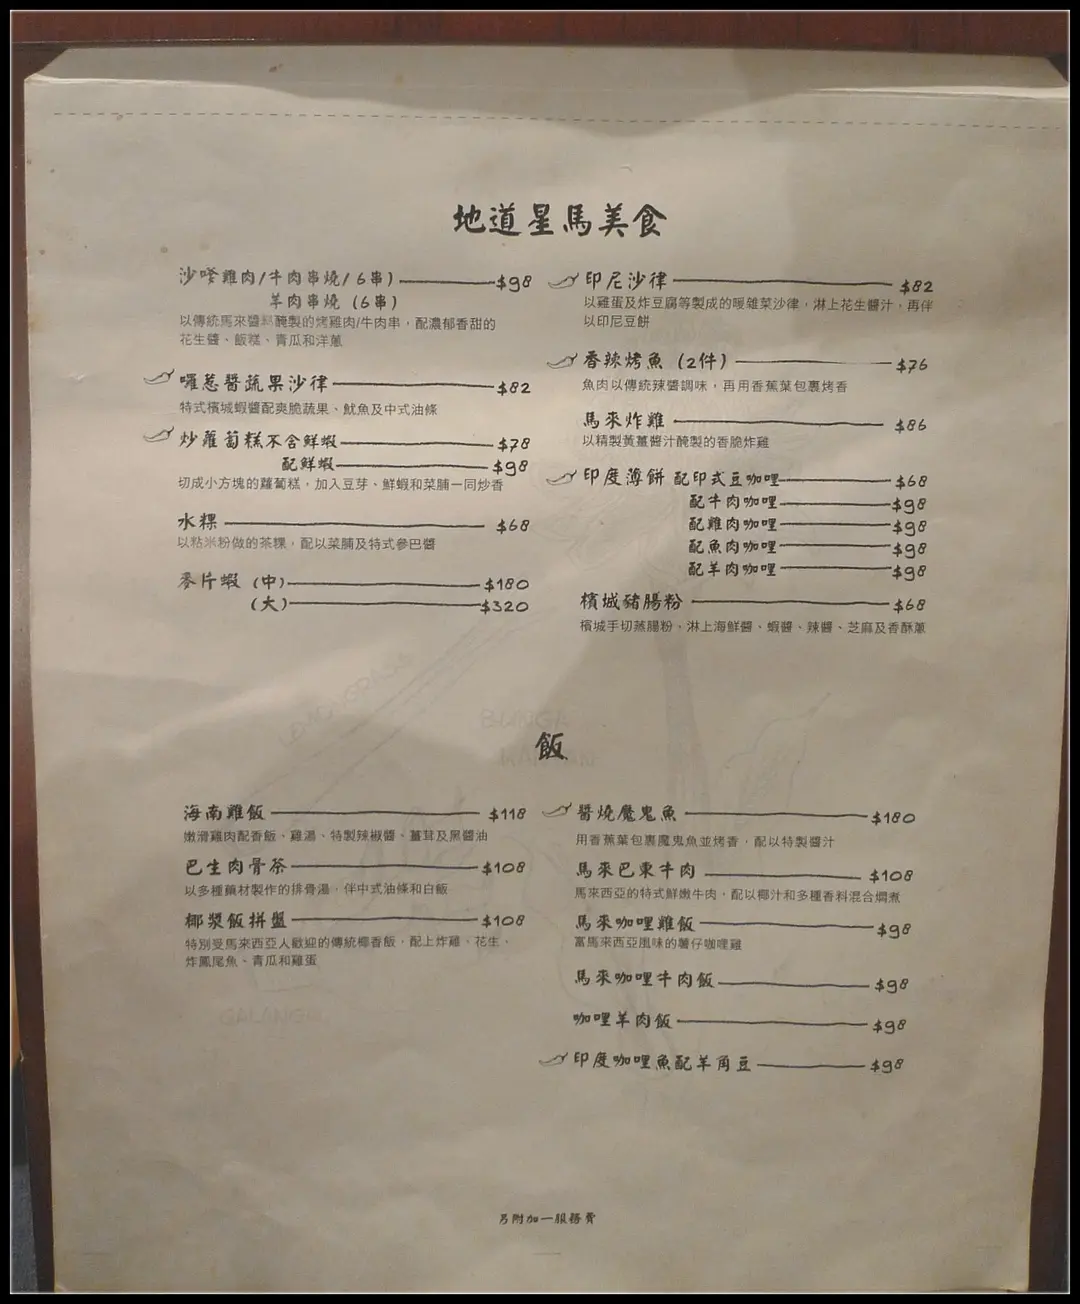 地道星馬美食
沙嗲雞肉/牛肉串燒/6串) $98
羊肉串燒 (6串)
以傳統馬來醬料醃製的烤雞肉/牛肉串，配濃郁香甜的
花生醬、飯糕、青瓜和洋蔥
囉惹醬蔬果沙律 $82
特式檳城蝦醬配爽脆蔬果、魷魚及中式油條
炒蘿蔔糕不含鮮蝦 $78
配鮮蝦 $98
切成小方塊的蘿蔔糕，加入豆芽、鮮蝦和菜脯一同炒香
水粿 $68
以粘米粉做的茶粿，配以菜脯及特式參巴醬
麥片蝦 (中) $180
(大) $320
印尼沙律 $82
以雞蛋及炸豆腐等製成的暖雜菜沙律，淋上花生醬汁，再伴
以印尼豆餅
香辣烤魚 (2件) $76
魚肉以傳統辣醬調味，再用香蕉葉包裹烤香
馬來炸雞 $86
以精製黃薑醬汁醃製的香脆炸雞
印度薄餅 配印式豆咖哩 $68
配牛肉咖哩 $98
配雞肉咖哩 $98
配魚肉咖哩 $98
配羊肉咖哩 $98
檳城豬腸粉 $68
檳城手切蒸腸粉、淋上海鮮醬、蝦醬、辣醬、芝麻及香酥蔥
LEMONGRASS
BUNGA
飯
海南雞飯 $118
嫩滑雞肉配香飯、雞湯、特製辣椒醬、薑茸及黑醬油
巴生肉骨茶 $108
以多種藥材製作的排骨湯，伴中式油條和白飯
椰漿飯拼盤 $108
特別受馬來西亞人歡迎的傳統椰香飯，配上炸雞、花生、
炸鳳尾魚、青瓜和雞蛋
醬燒魔鬼魚 $180
用香蕉葉包裹魔鬼魚並烤香，配以特製醬汁
馬來巴東牛肉 $108
馬來西亞的特式鮮嫩牛肉，配以椰汁和多種香料混合燜煮
馬來咖哩雞飯 $98
富馬來西亞風味的薯仔咖哩雞
馬來咖哩牛肉飯 $98
咖哩羊肉飯 $98
印度咖哩魚配羊角豆 $98
GALANGAL
另附加一服務費